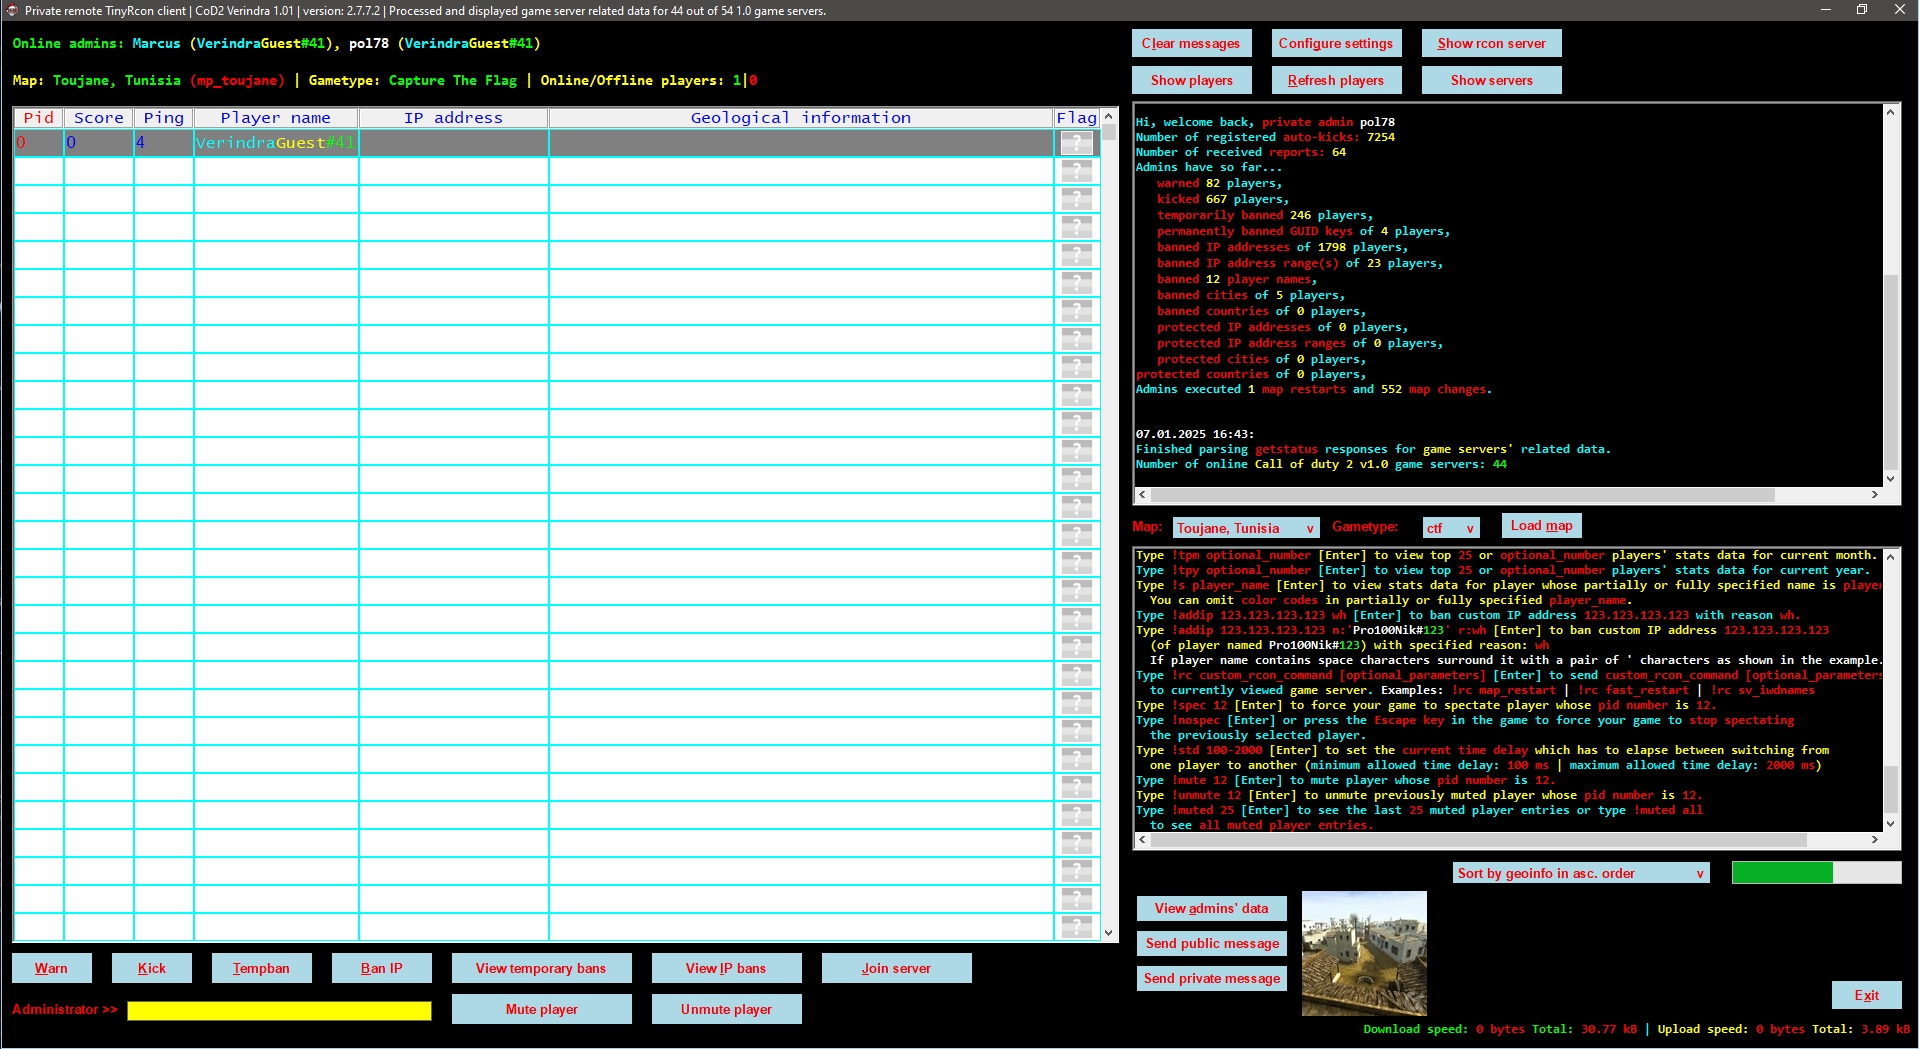 Private remote TinyRcon client | CoD2 Verindra 1.01 | version: 2.7.7.2 | Processed and displayed game server related data for 44 out of 54 1.0 game servers.
Online admins: Marcus (VerindraGuest#41), pol78 (VerindraGuest#41)
Map: Toujane, Tunisia (mp_toujane) | Gametype: Capture The Flag | Online/Offline players: 1|0
Clear messages Configure settings Show rcon server
Show players Refresh players Show servers
Pid Score Ping Player name IP address Geological information Flag
0 0 4 VerindraGuest#41 ?
Hi, welcome back, private admin pol78
Number of registered auto-kicks: 7254
Number of received reports: 64
Admins have so far...
warned 82 players,
kicked 667 players,
temporarily banned 246 players,
permanently banned GUID keys of 4 players,
banned IP addresses of 1798 players,
banned IP address range(s) of 23 players,
banned 12 player names,
banned cities of 5 players,
banned countries of 0 players,
protected IP addresses of 0 players,
protected IP address ranges of 0 players,
protected cities of 0 players,
protected countries of 0 players,
Admins executed 1 map restarts and 552 map changes.
07.01.2025 16:43:
Finished parsing getstatus responses for game servers' related data.
Number of online Call of duty 2 v1.0 game servers: 44
Map: Toujane, Tunisia v Gametype: ctf v Load map
Type !tpm optional_number [Enter] to view top 25 or optional_number players' stats data for current month.
Type !tpy optional_number [Enter] to view top 25 or optional_number players' stats data for current year.
Type !s player_name [Enter] to view stats data for player whose partially or fully specified name is player
You can omit color codes in partially or fully specified player_name.
Type !addip 123.123.123.123 wh [Enter] to ban custom IP address 123.123.123.123 with reason wh.
Type !addip 123.123.123.123 n:'Pro100Nik#123' r:wh [Enter] to ban custom IP address 123.123.123.123
(of player named Pro100Nik#123) with specified reason: wh
If player name contains space characters surround it with a pair of ' characters as shown in the example.
Type !rc custom_rcon_command [optional_parameters] [Enter] to send custom_rcon_command [optional_parameters
to currently viewed game server. Examples: !rc map_restart | !rc fast_restart | !rc sv_iwdnames
Type !spec 12 [Enter] to force your game to spectate player whose pid number is 12.
Type !nospec [Enter] or press the Escape key in the game to force your game to stop spectating
the previously selected player.
Type !std 100-2000 [Enter] to set the current time delay which has to elapse between switching from
one player to another (minimum allowed time delay: 100 ms | maximum allowed time delay: 2000 ms)
Type !mute 12 [Enter] to mute player whose pid number is 12.
Type !unmute 12 [Enter] to unmute previously muted player whose pid number is 12.
Type !muted 25 [Enter] to see the last 25 muted player entries or type !muted all
to see all muted player entries.
Sort by geoinfo in asc. order v
View admins' data
Send public message
Send private message
Warn Kick Tempban Ban IP View temporary bans View IP bans Join server
Administrator >> Mute player Unmute player
Exit
Download speed: 0 bytes Total: 30.77 kB | Upload speed: 0 bytes Total: 3.89 kB